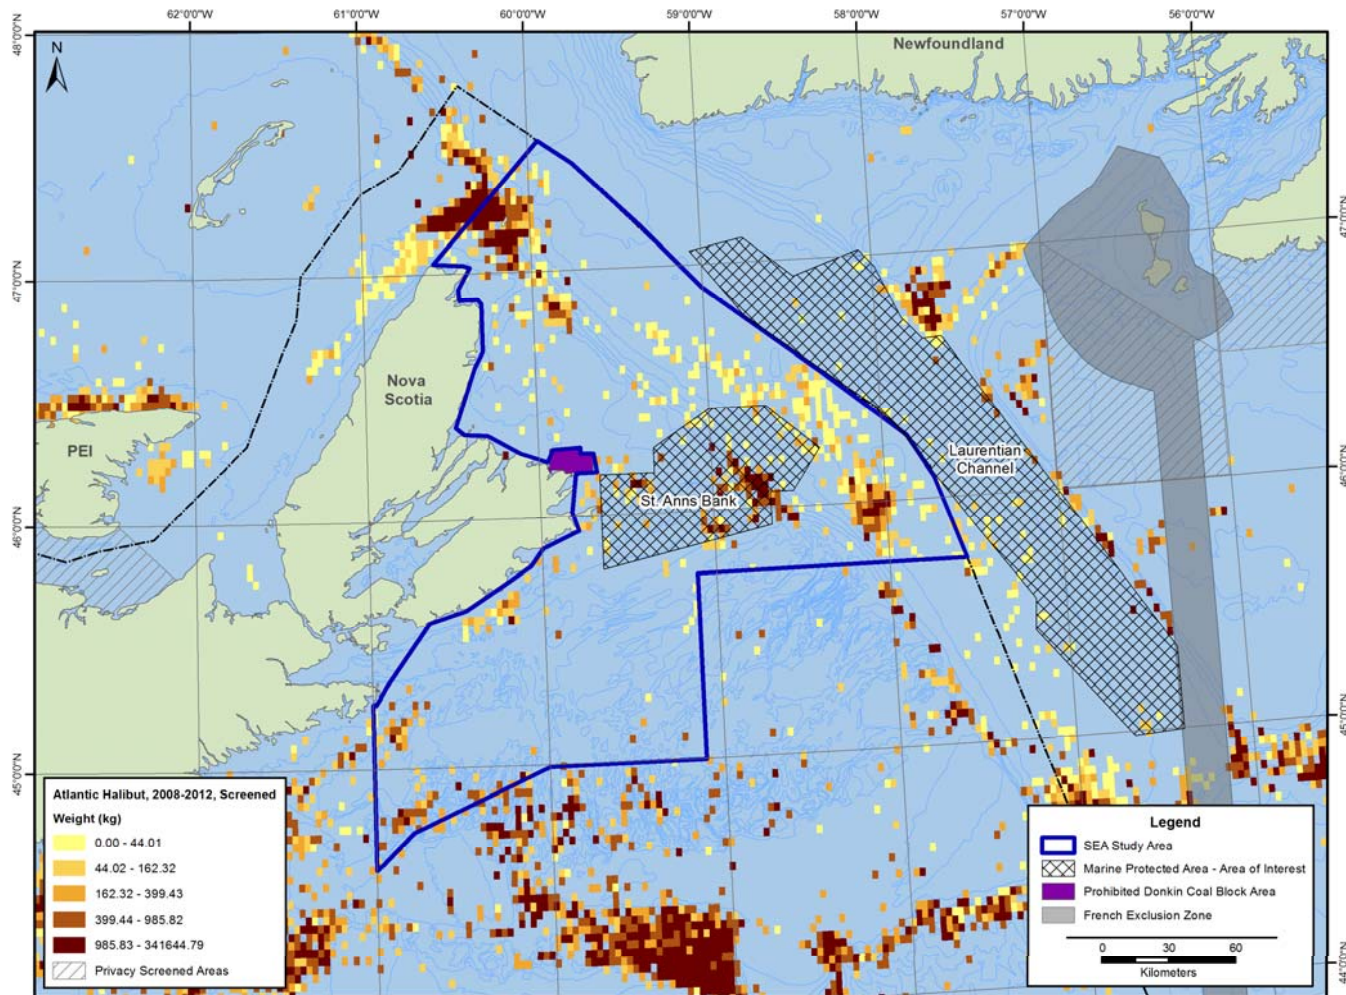 62°0'0"W
61°0'0"W
60°0'0"W
59°0'0"W
58°0'0"W
57°0'0"W
56°0'0"W
48°0'0"N
N
Newfoundland
47°0'0"N
47°0'0"N
Nova
Scotia
PEI
Laurentian
Channel
St. Anns Bank
46°0'0"N
46°0'0"N
45°0'0"N
45°0'0"N
44°0'0"N
Atlantic Halibut, 2008-2012, Screened
Weight (kg)
0.00 - 44.01
44.02 - 162.32
162.32 - 399.43
399.44 - 985.82
985.83 - 341644.79
Privacy Screened Areas
Legend
SEA Study Area
Marine Protected Area - Area of Interest
Prohibited Donkin Coal Block Area
French Exclusion Zone
0 30 60
Kilometers